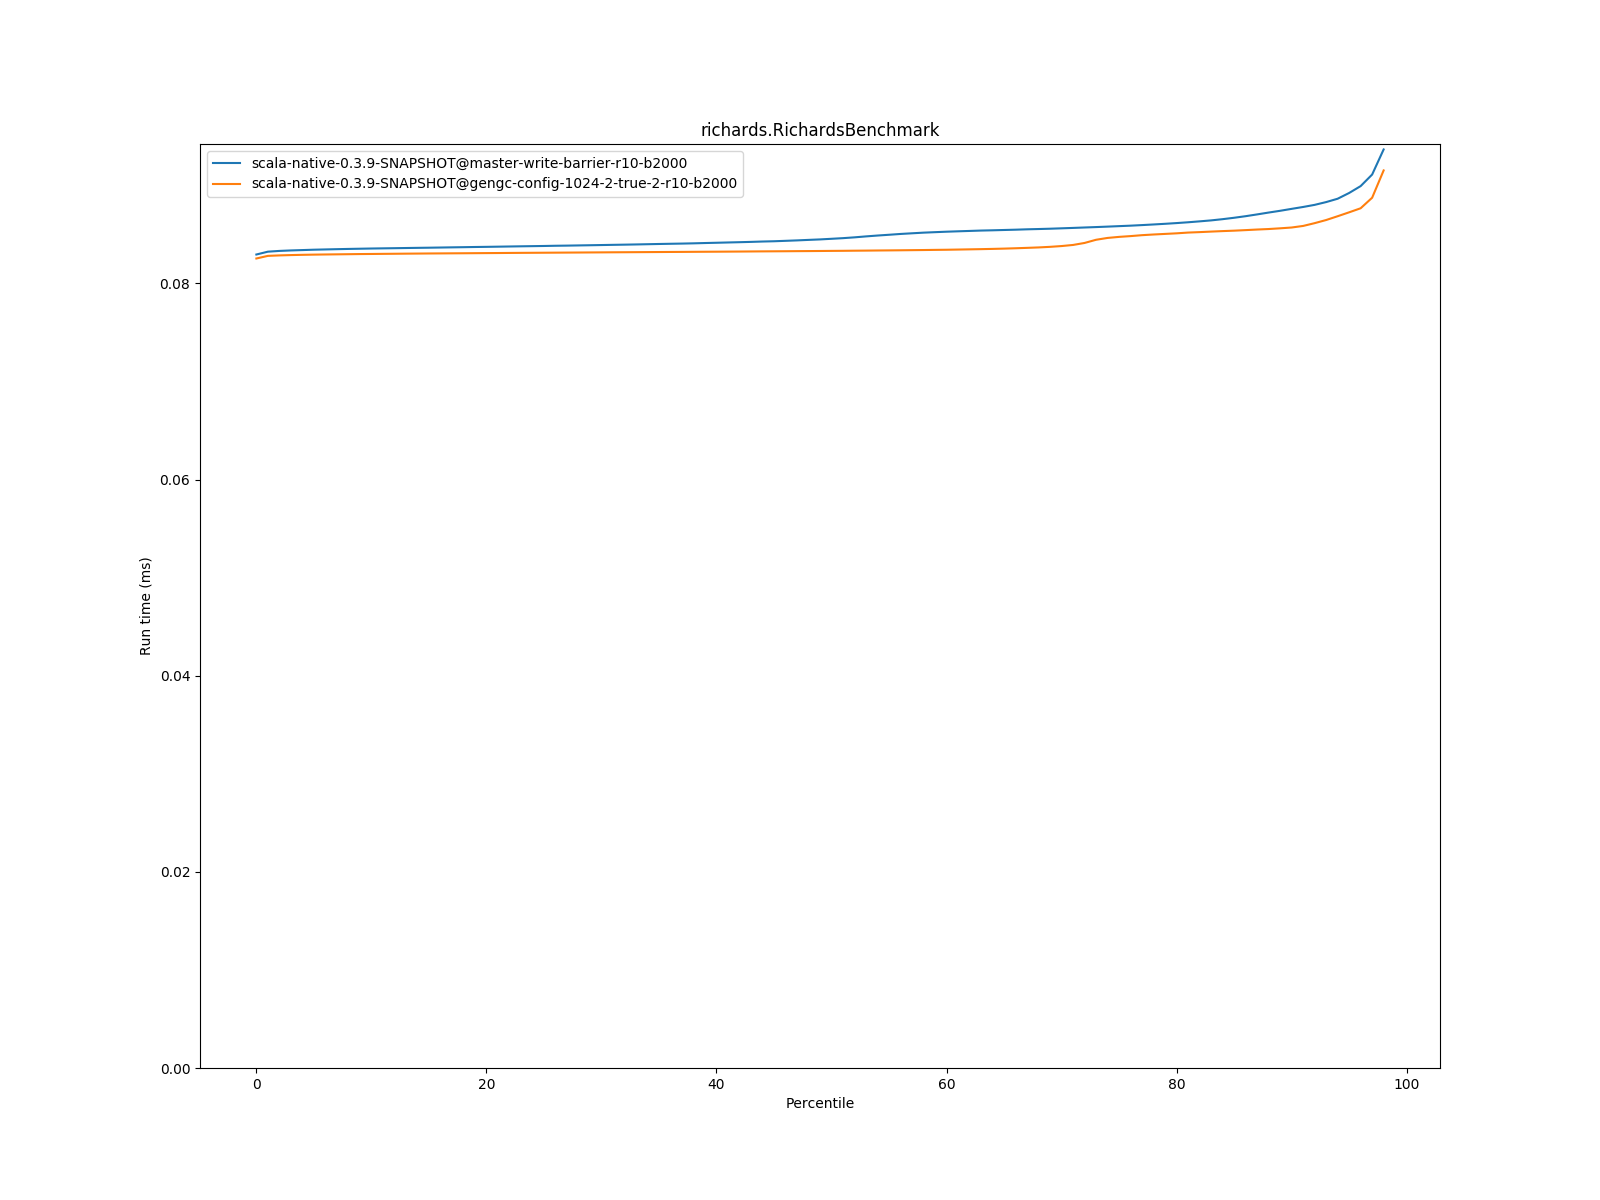 richards.RichardsBenchmark
scala-native-0.3.9-SNAPSHOT@master-write-barrier-r10-b2000
scala-native-0.3.9-SNAPSHOT@gengc-config-1024-2-true-2-r10-b2000
0.08
0.06
0.04
0.02
0.00
Run time (ms)
0 20 40 60 80 100
Percentile